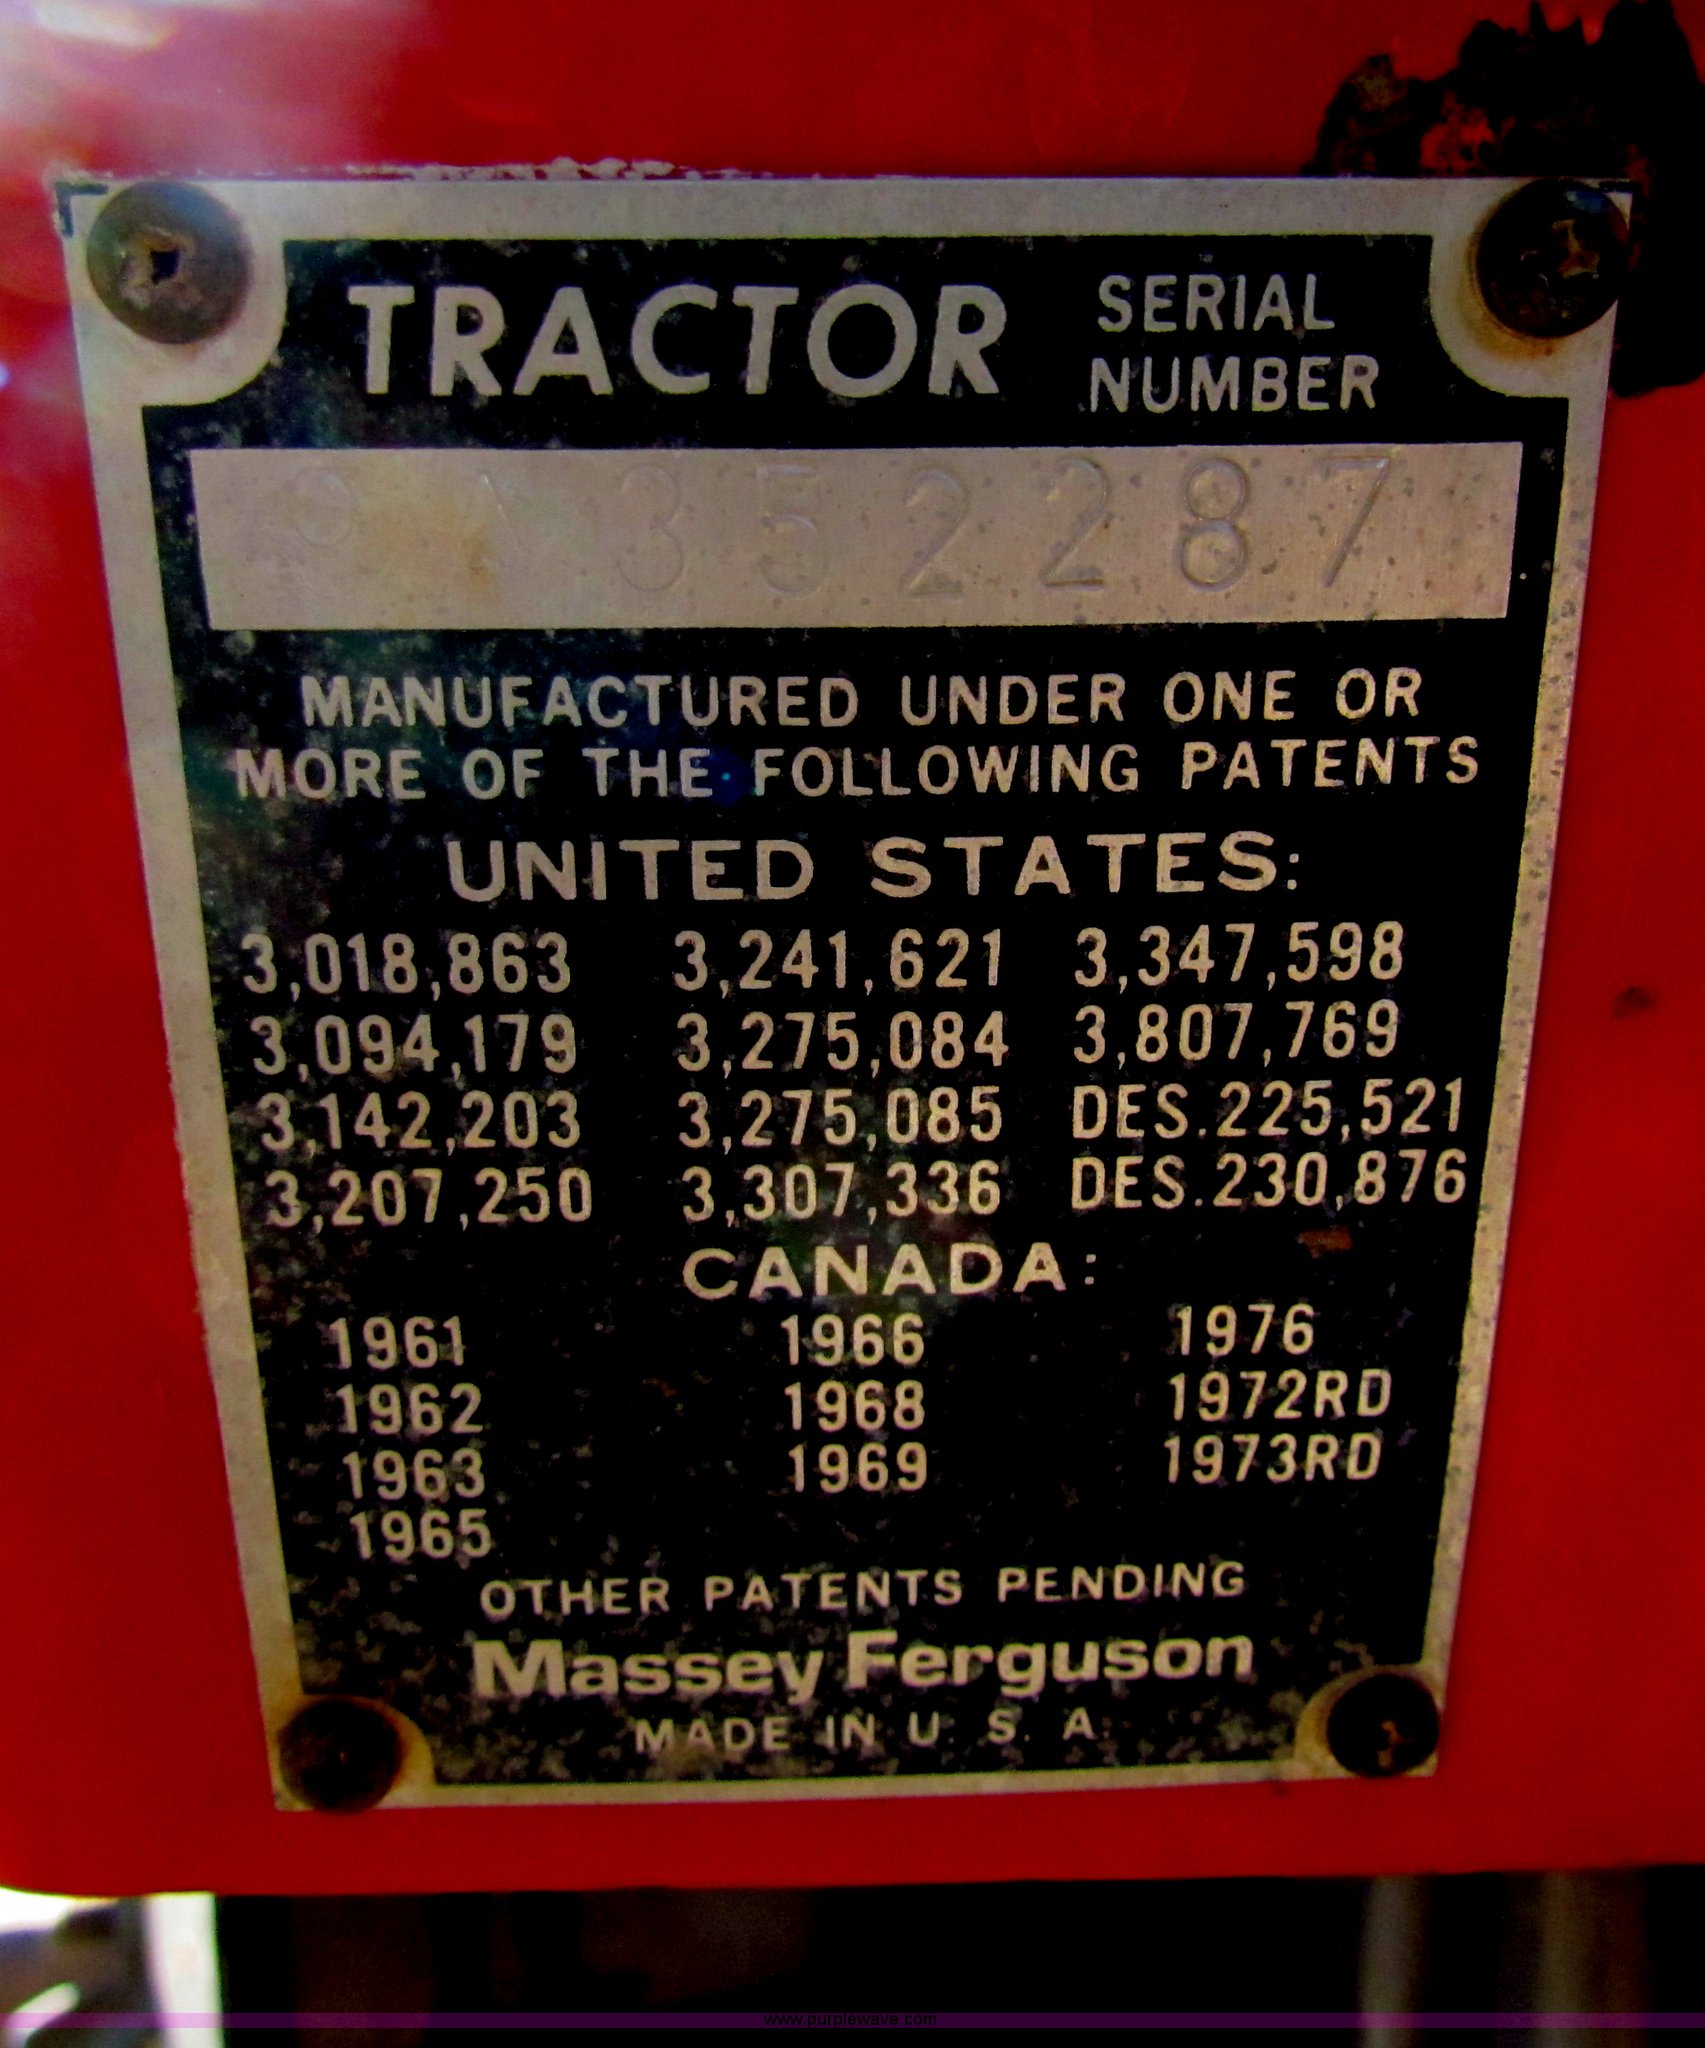 TRACTOR SERIAL NUMBER
352287
MANUFACTURED UNDER ONE OR
MORE OF THE FOLLOWING PATENTS
UNITED STATES:
3,018,863 3,241,621 3,347,598
3,094,179 3,275,084 3,807,769
3,142,203 3,275,085 DES.225,521
3,207,250 3,307,336 DES.230,876
CANADA:
1961 1966 1976
1962 1968 1972RD
1963 1969 1973RD
1965
OTHER PATENTS PENDING
Massey Ferguson
MADE IN U. S. A.
www.purplewave.com